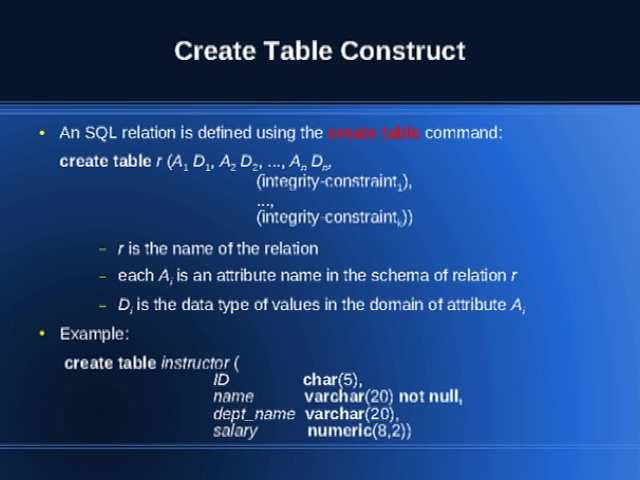 Create Table Construct
• An SQL relation is defined using the create table command:
create table r (A1 D1, A2 D2, ..., An Dn,
(integrity-constraint1),
...,
(integrity-constraintk))
– r is the name of the relation
– each Ai is an attribute name in the schema of relation r
– Di is the data type of values in the domain of attribute Ai
• Example:
create table instructor (
ID char(5),
name varchar(20) not null,
dept_name varchar(20),
salary numeric(8,2))